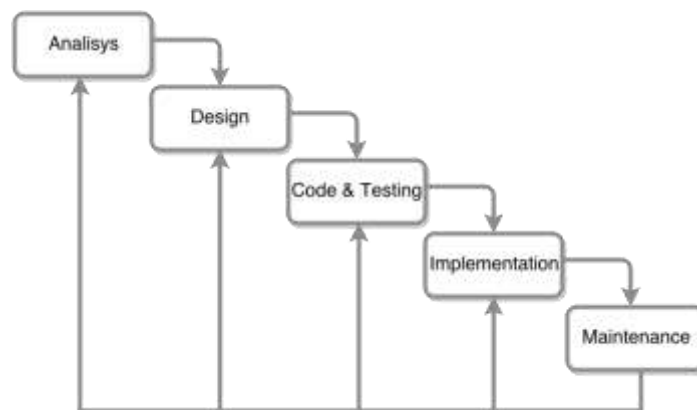 Analisys
Design
Code & Testing
Implementation
Maintenance